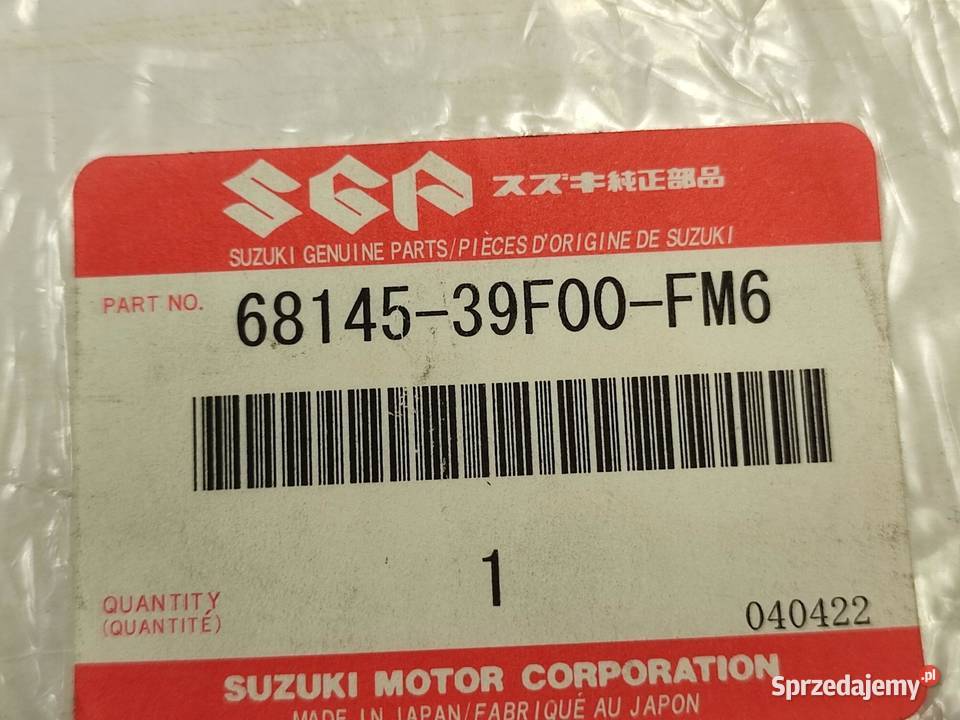 SGP スズキ純正部品
SUZUKI GENUINE PARTS/PIÈCES D'ORIGINE DE SUZUKI
PART NO. 68145-39F00-FM6
1
QUANTITY
(QUANTITÉ)
040422
SUZUKI MOTOR CORPORATION
MADE IN JAPAN/FABRIQUÉ AU JAPON
Sprzedajemy.pl